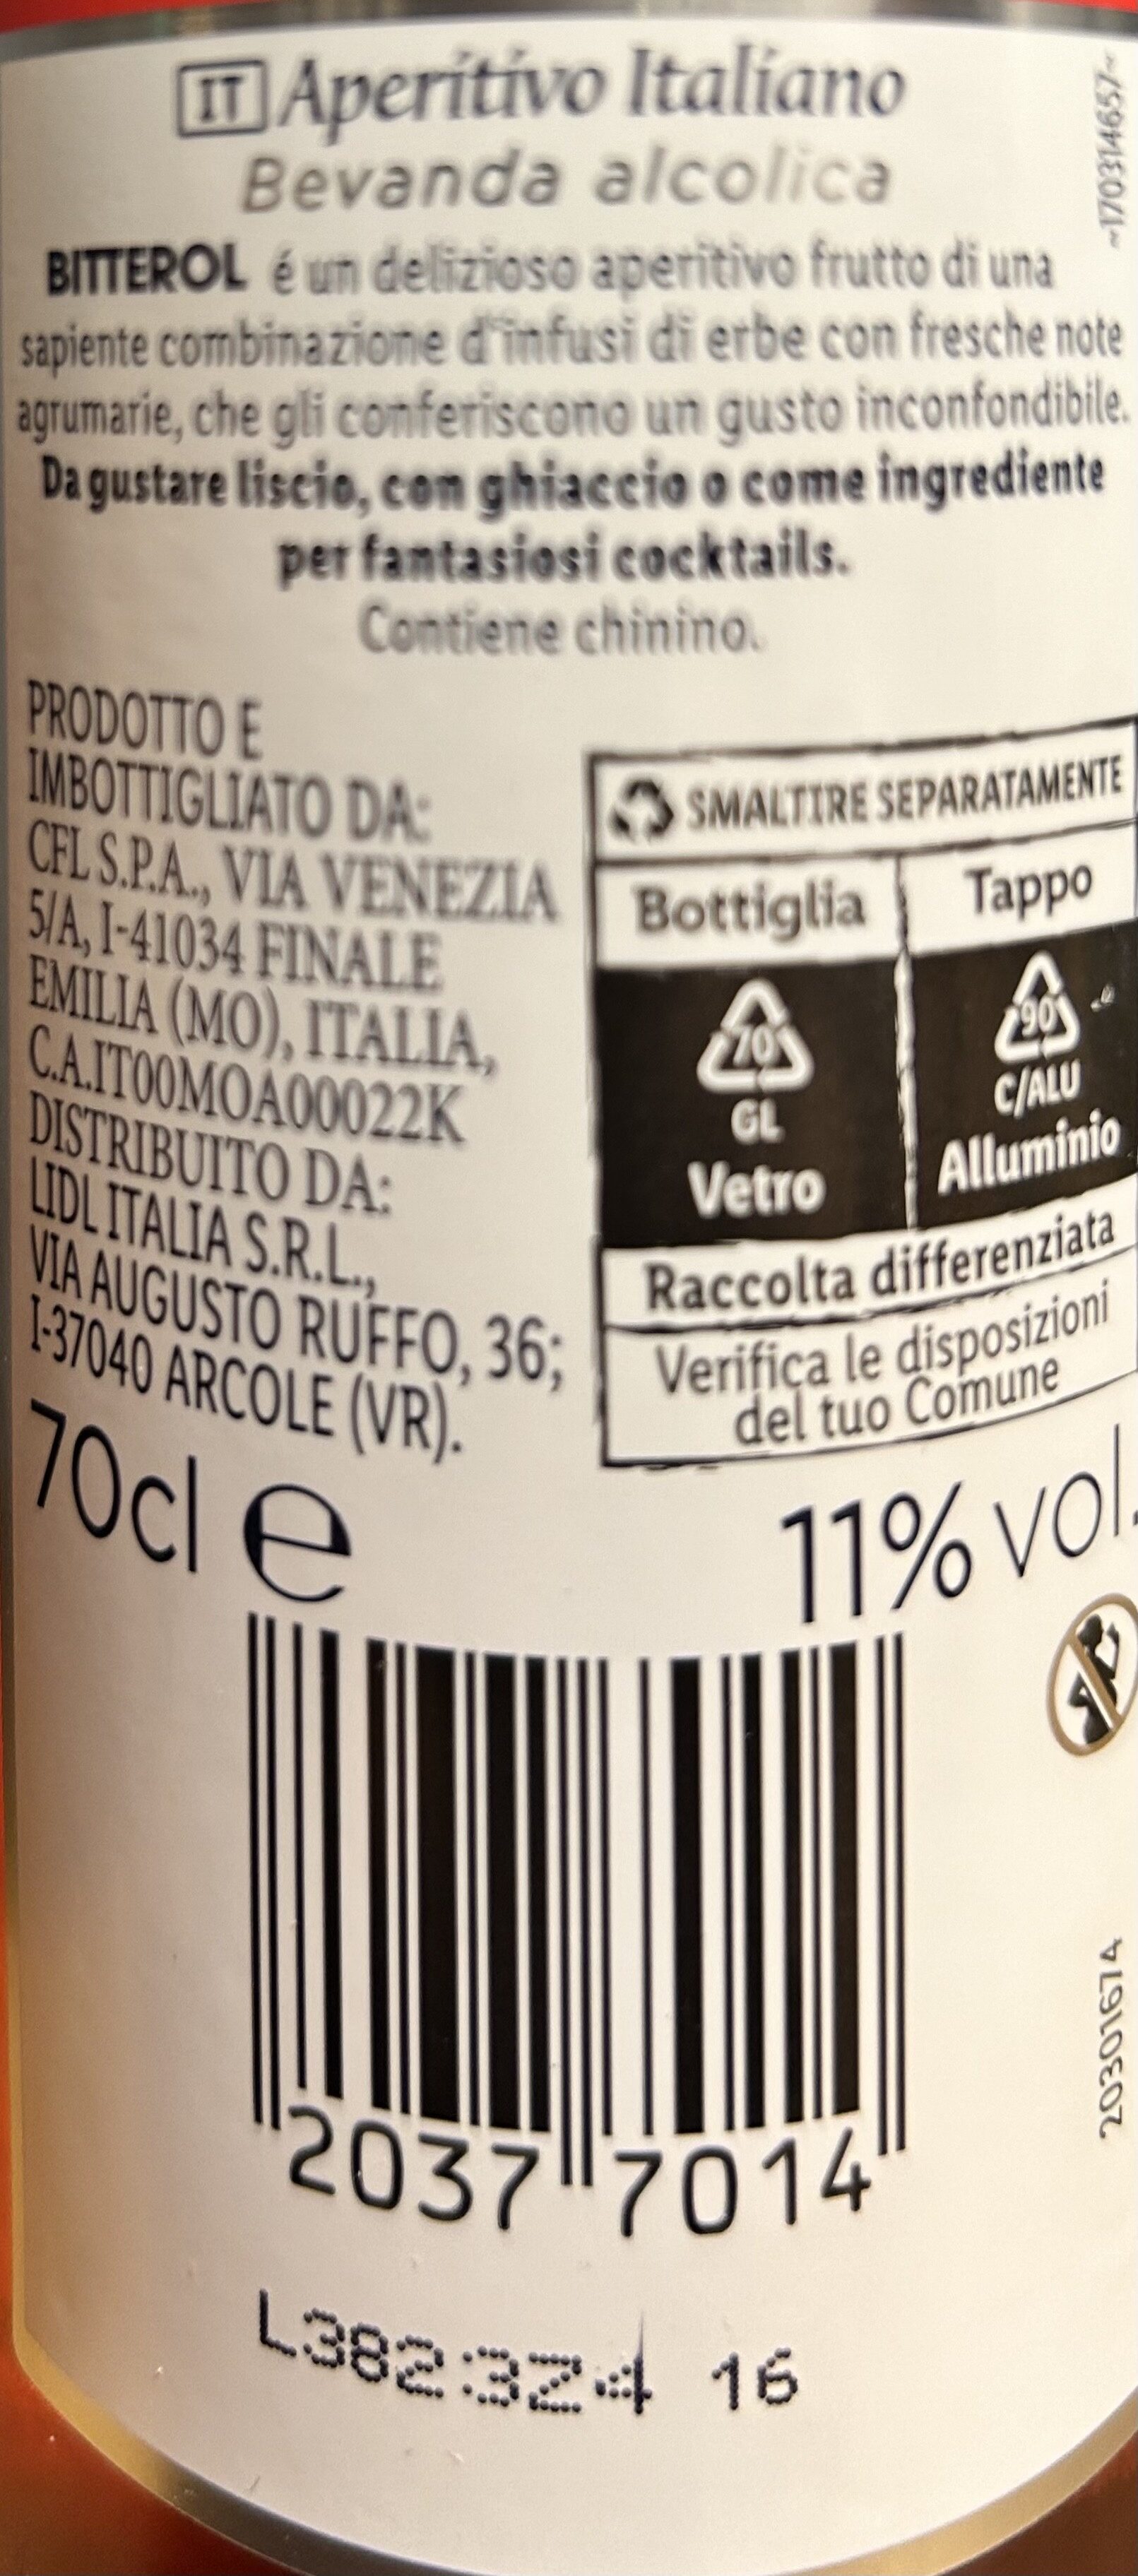 IT Aperitivo Italiano
Bevanda alcolica
BITTEROL é un delizioso aperitivo frutto di una
sapiente combinazione d'infusi di erbe con fresche note
agrumarie, che gli conferiscono un gusto inconfondibile.
Da gustare liscio, con ghiaccio o come ingrediente
per fantasiosi cocktails.
Contiene chinino.
~170314657~
PRODOTTO E
IMBOTTIGLIATO DA:
CFL S.P.A., VIA VENEZIA
5/A, I-41034 FINALE
EMILIA (MO), ITALIA,
C.A.IT00MOA00022K
DISTRIBUITO DA:
LIDL ITALIA S.R.L.,
VIA AUGUSTO RUFFO, 36;
I-37040 ARCOLE (VR).
SMALTIRE SEPARATAMENTE
Bottiglia Tappo
70 90
GL C/ALU
Vetro Alluminio
Raccolta differenziata
Verifica le disposizioni
del tuo Comune
70cl e 11% vol.
2037 7014
2030167A
L3823Z4 16